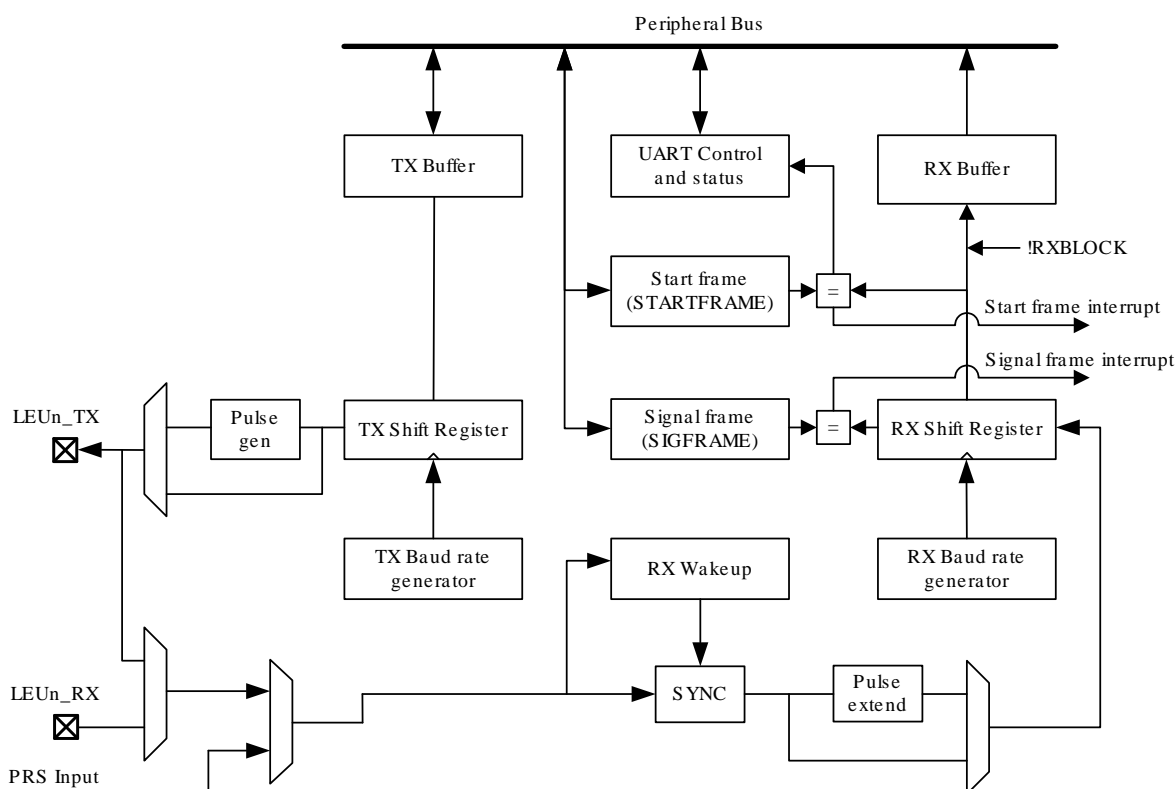 Peripheral Bus
TX Buffer
UART Control
and status
RX Buffer
!RXBLOCK
Start frame
(STARTFRAME)
=
Start frame interrupt
Signal frame interrupt
LEUn_TX
Pulse
gen
TX Shift Register
Signal frame
(SIGFRAME)
=
RX Shift Register
TX Baud rate
generator
RX Wakeup
RX Baud rate
generator
LEUn_RX
SYNC
Pulse
extend
PRS Input